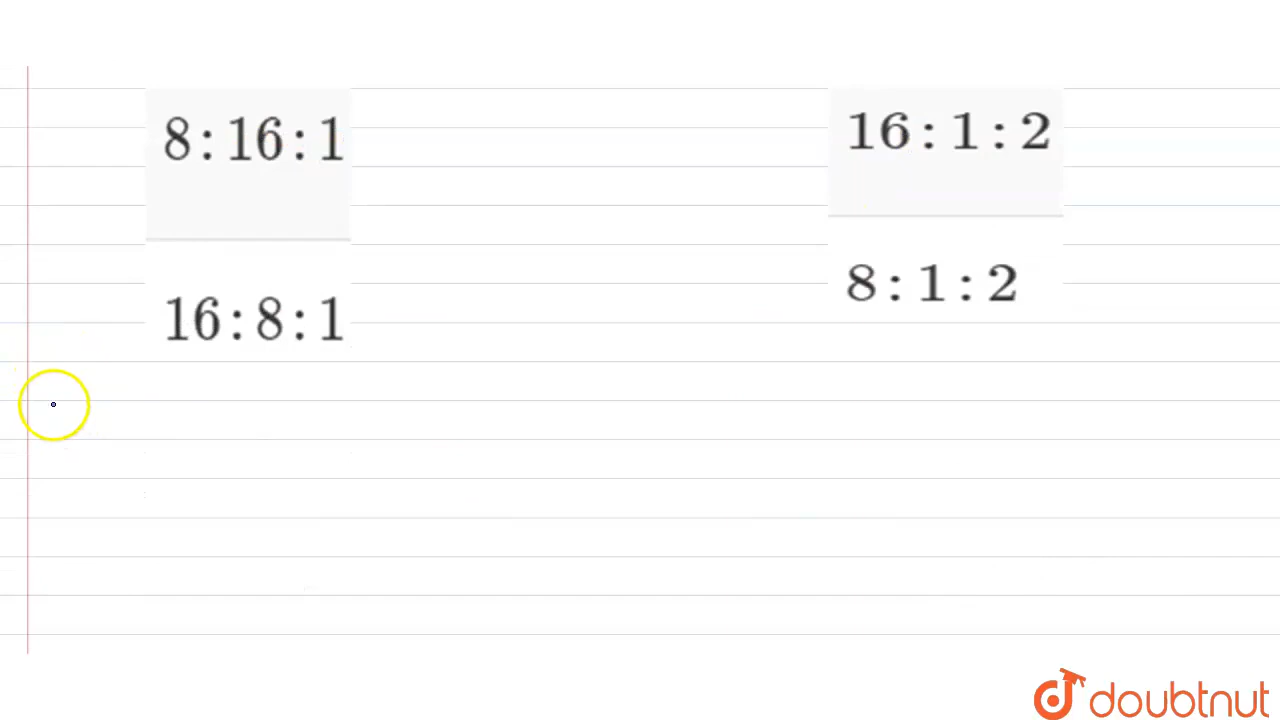 8 : 16 : 1
16 : 8 : 1
16 : 1 : 2
8 : 1 : 2
doubtnut